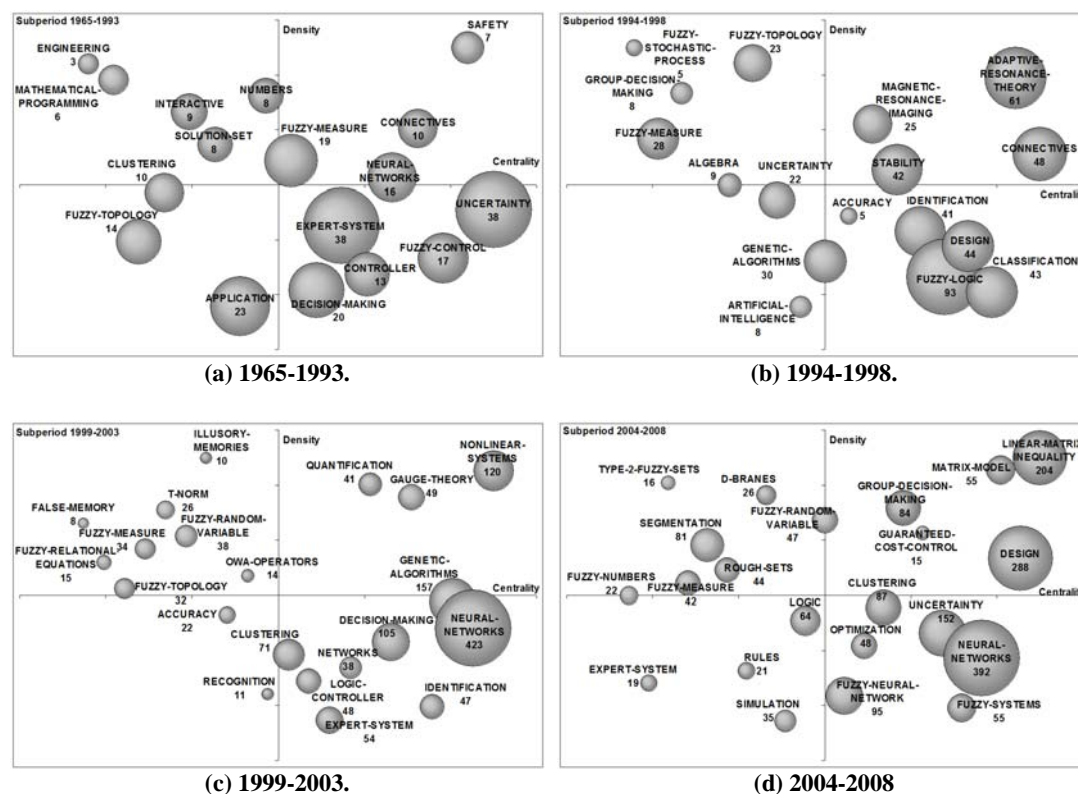 Subperiod 1965-1993
Density
SAFETY
7
ENGINEERING
3
MATHEMATICAL-
PROGRAMMING
6
NUMBERS
8
INTERACTIVE
9
SOLUTION-SET
8
FUZZY-MEASURE
19
CONNECTIVES
10
CLUSTERING
10
NEURAL-
NETWORKS
16
Centrality
FUZZY-TOPOLOGY
14
UNCERTAINTY
38
EXPERT-SYSTEM
38
FUZZY-CONTROL
17
CONTROLLER
13
APPLICATION
23
DECISION-MAKING
20
(a) 1965-1993.
Subperiod 1994-1998
Density
FUZZY-
STOCHASTIC-
PROCESS
5
FUZZY-TOPOLOGY
23
GROUP-DECISION-
MAKING
8
ADAPTIVE-
RESONANCE-
THEORY
61
MAGNETIC-
RESONANCE-
IMAGING
25
FUZZY-MEASURE
28
CONNECTIVES
48
ALGEBRA
9
UNCERTAINTY
22
STABILITY
42
Centrality
ACCURACY
5
IDENTIFICATION
41
DESIGN
44
GENETIC-
ALGORITHMS
30
CLASSIFICATION
43
FUZZY-LOGIC
93
ARTIFICIAL-
INTELLIGENCE
8
(b) 1994-1998.
Subperiod 1999-2003
Density
ILLUSORY-
MEMORIES
10
NONLINEAR-
SYSTEMS
120
QUANTIFICATION
41
GAUGE-THEORY
49
T-NORM
26
FALSE-MEMORY
8
FUZZY-RANDOM-
VARIABLE
38
FUZZY-MEASURE
34
FUZZY-RELATIONAL
EQUATIONS
15
OWA-OPERATORS
14
GENETIC-
ALGORITHMS
157
FUZZY-TOPOLOGY
32
Centrality
ACCURACY
22
NEURAL-
NETWORKS
423
DECISION-MAKING
105
CLUSTERING
71
NETWORKS
38
RECOGNITION
11
LOGIC-
CONTROLLER
48
IDENTIFICATION
47
EXPERT-SYSTEM
54
(c) 1999-2003.
Subperiod 2004-2008
Density
LINEAR-MATRIX
INEQUALITY
204
MATRIX-MODEL
55
TYPE-2-FUZZY-SETS
16
D-BRANES
26
GROUP-DECISION-
MAKING
84
FUZZY-RANDOM-
VARIABLE
47
SEGMENTATION
81
GUARANTEED-
COST-CONTROL
15
DESIGN
288
ROUGH-SETS
44
FUZZY-NUMBERS
22
FUZZY-MEASURE
42
CLUSTERING
87
Centrality
LOGIC
64
UNCERTAINTY
152
OPTIMIZATION
48
NEURAL-
NETWORKS
392
EXPERT-SYSTEM
19
RULES
21
FUZZY-NEURAL-
NETWORK
95
SIMULATION
35
FUZZY-SYSTEMS
55
(d) 2004-2008